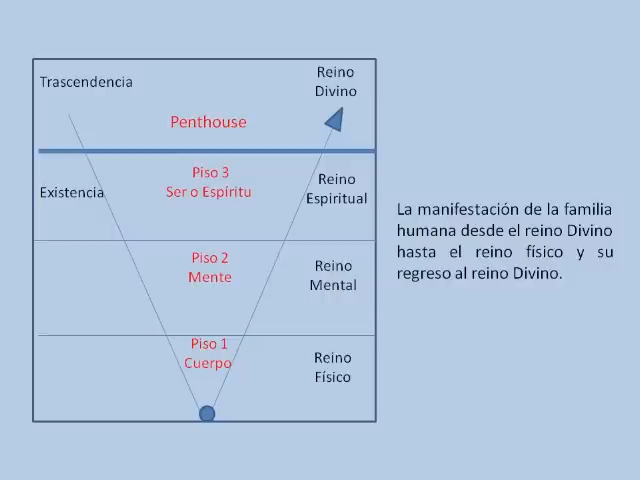 Trascendencia
Reino
Divino
Penthouse
Piso 3
Ser o Espíritu
Existencia
Reino
Espiritual
Piso 2
Mente
Reino
Mental
Piso 1
Cuerpo
Reino
Físico
La manifestación de la familia
humana desde el reino Divino
hasta el reino físico y su
regreso al reino Divino.